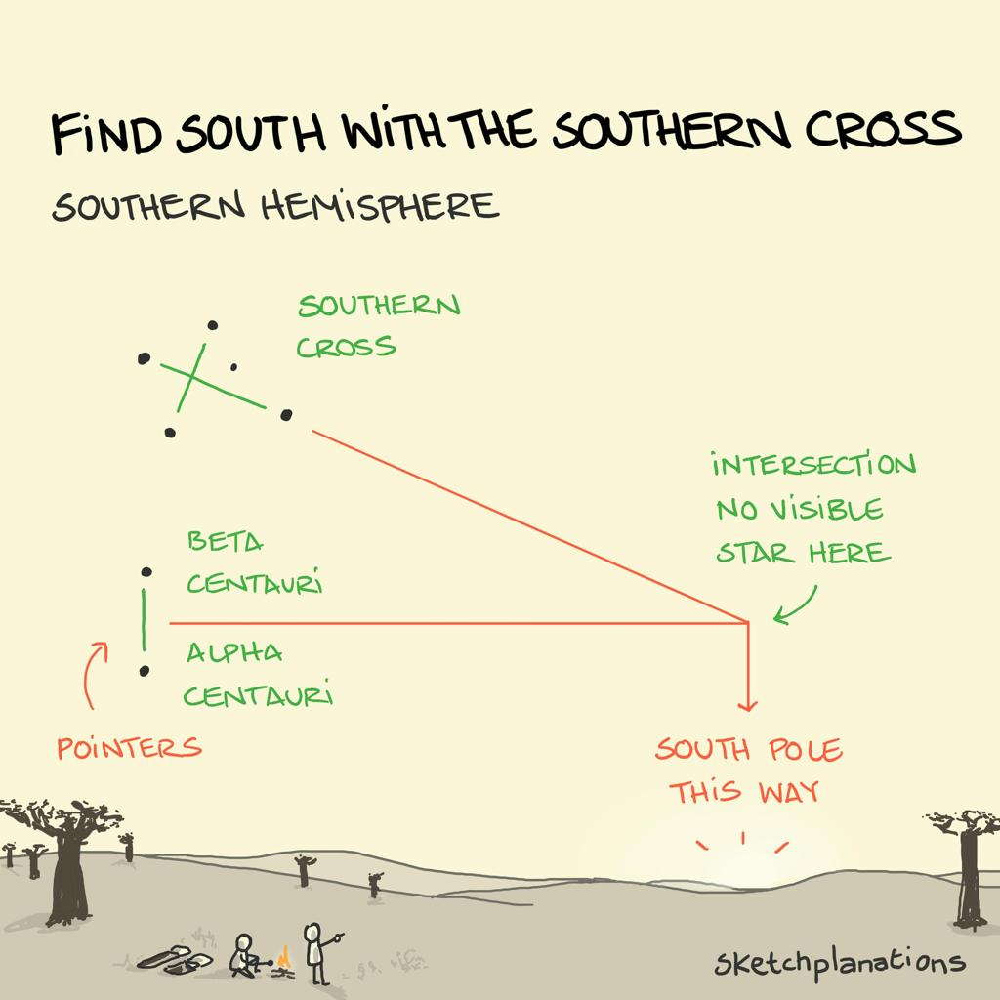 FIND SOUTH WITH THE SOUTHERN CROSS
SOUTHERN HEMISPHERE
SOUTHERN
CROSS
INTERSECTION
NO VISIBLE
STAR HERE
BETA
CENTAURI
ALPHA
CENTAURI
POINTERS
SOUTH POLE
THIS WAY
sketchplanations